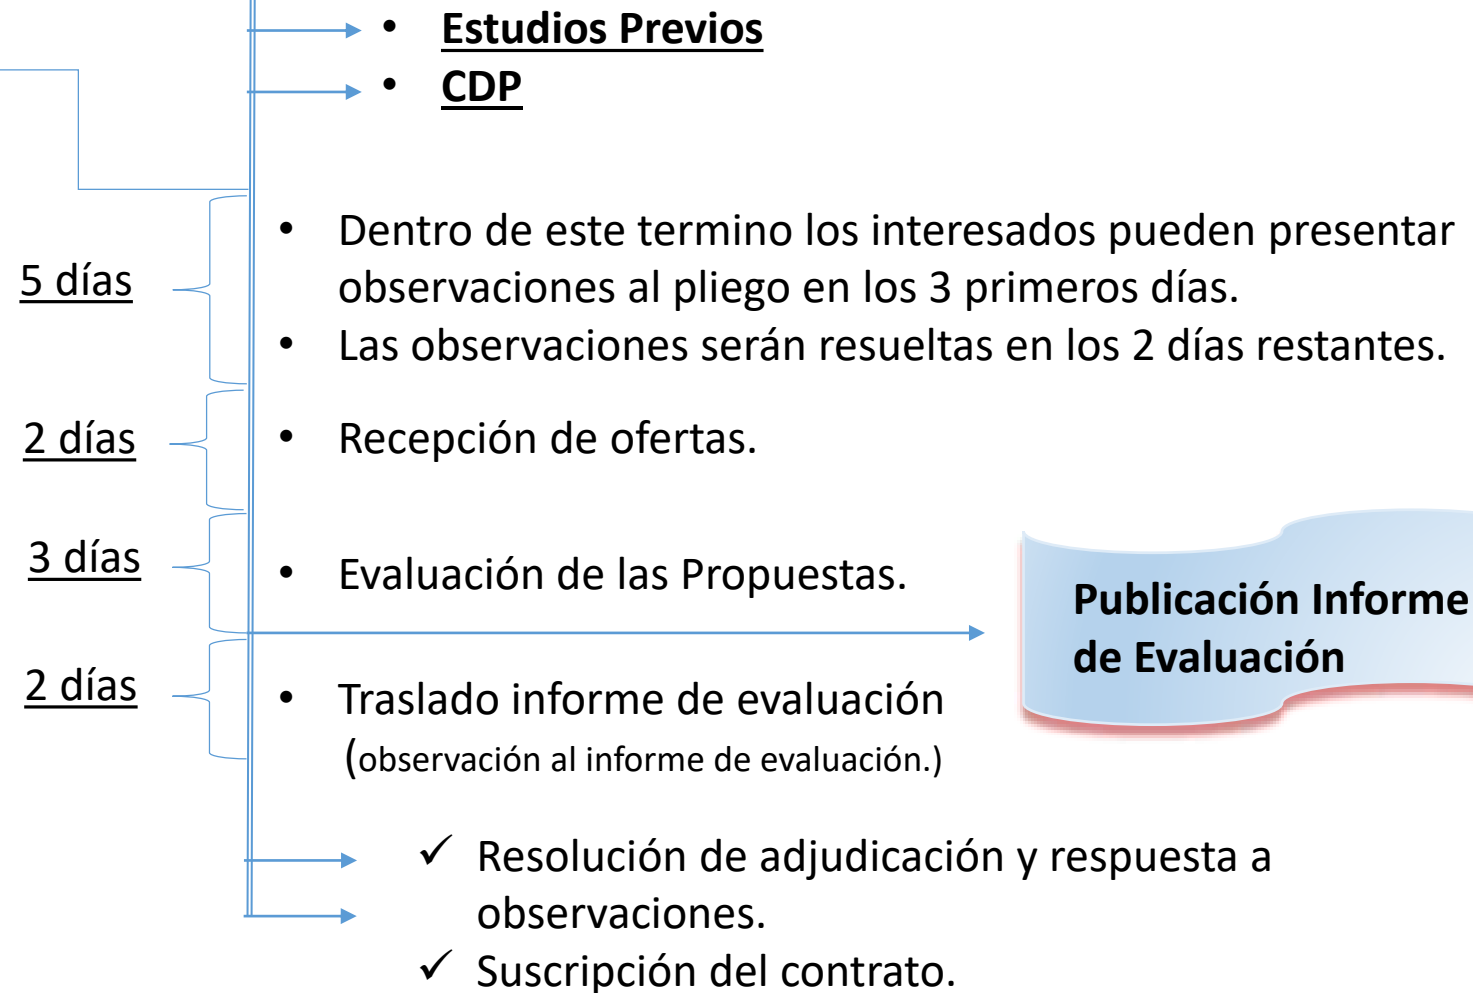 • Estudios Previos
• CDP
5 días
• Dentro de este termino los interesados pueden presentar
observaciones al pliego en los 3 primeros días.
• Las observaciones serán resueltas en los 2 días restantes.
2 días
• Recepción de ofertas.
3 días
• Evaluación de las Propuestas.
Publicación Informe
de Evaluación
2 días
• Traslado informe de evaluación
(observación al informe de evaluación.)
✓ Resolución de adjudicación y respuesta a
observaciones.
✓ Suscripción del contrato.